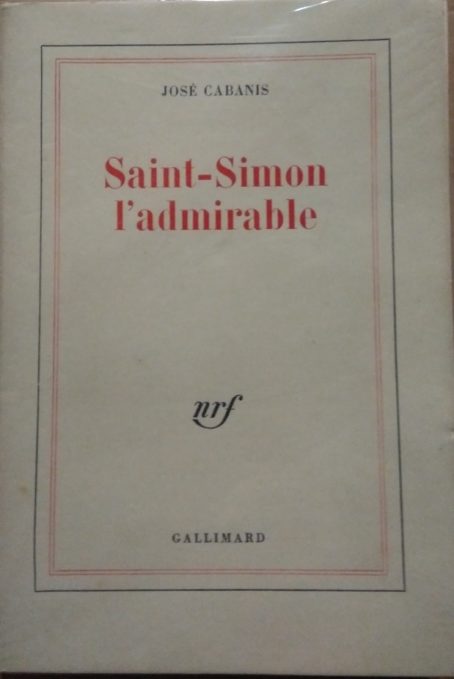 JOSÉ CABANIS
Saint-Simon
l'admirable
nrf
GALLIMARD